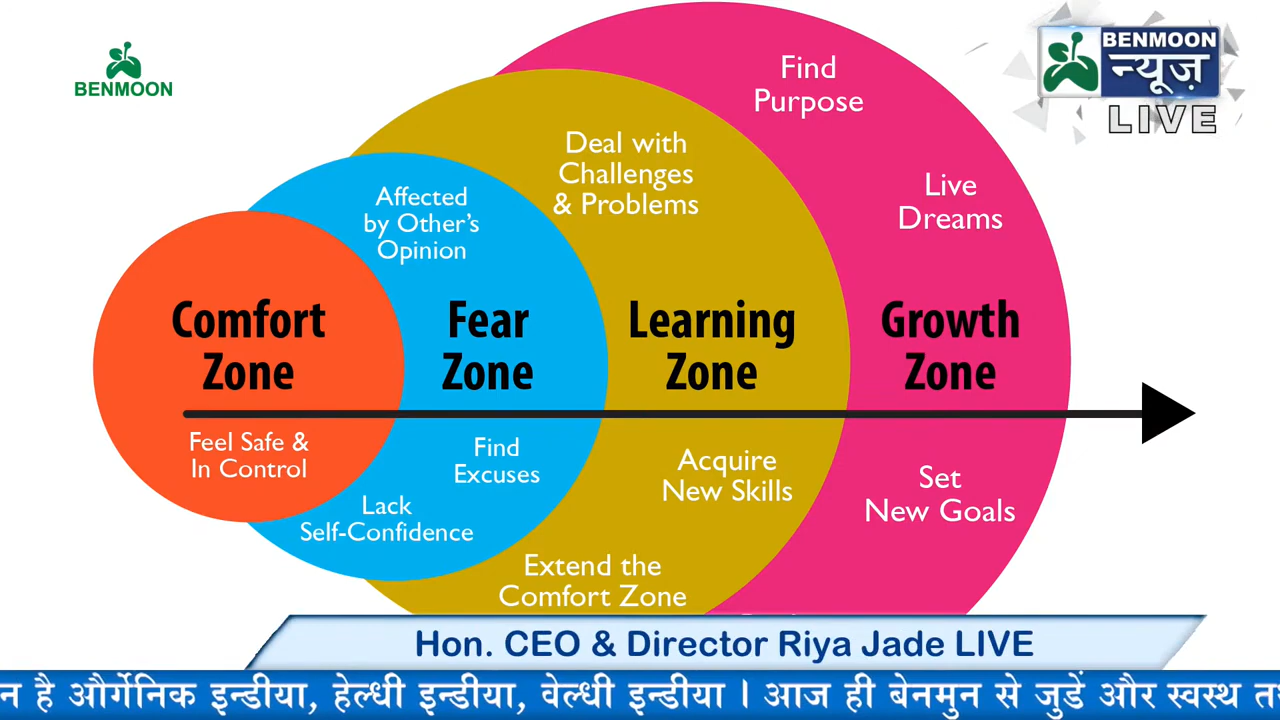 BENMOON
BENMOON
न्यूज़
LIVE
Find
Purpose
Deal with
Challenges
& Problems
Live
Dreams
Affected
by Other's
Opinion
Comfort
Zone
Fear
Zone
Learning
Zone
Growth
Zone
Feel Safe &
In Control
Find
Excuses
Lack
Self-Confidence
Acquire
New Skills
Set
New Goals
Extend the
Comfort Zone
Hon. CEO & Director Riya Jade LIVE
न है और्गेनिक इन्डीया, हेल्धी इन्डीया, वेल्धी इन्डीया । आज ही बेनमुन से जुडें और स्वस्थ